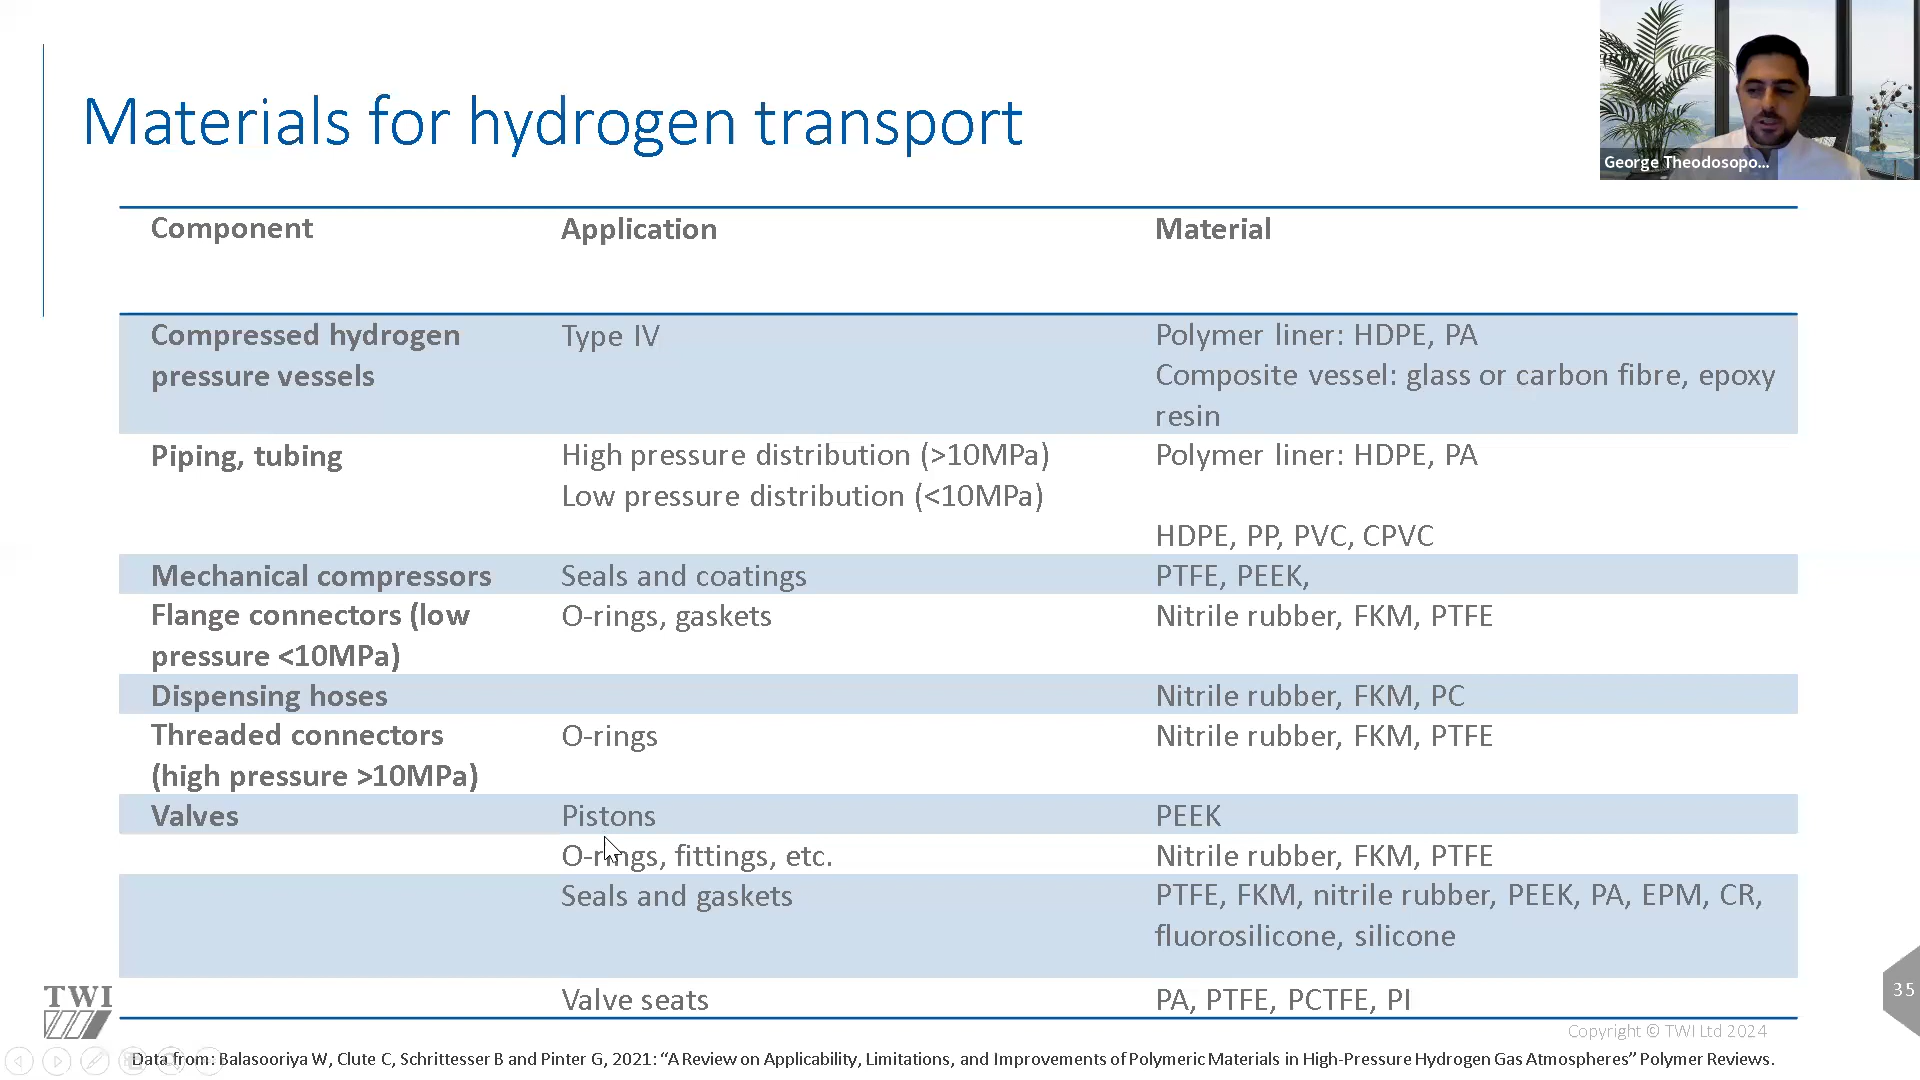 Materials for hydrogen transport
George Theodosopo...
Component Application Material
Compressed hydrogen Type IV Polymer liner: HDPE, PA
pressure vessels Composite vessel: glass or carbon fibre, epoxy
resin
Piping, tubing High pressure distribution (>10MPa) Polymer liner: HDPE, PA
Low pressure distribution (<10MPa)
HDPE, PP, PVC, CPVC
Mechanical compressors Seals and coatings PTFE, PEEK,
Flange connectors (low O-rings, gaskets Nitrile rubber, FKM, PTFE
pressure <10MPa)
Dispensing hoses Nitrile rubber, FKM, PC
Threaded connectors O-rings Nitrile rubber, FKM, PTFE
(high pressure >10MPa)
Valves Pistons PEEK
O-rings, fittings, etc. Nitrile rubber, FKM, PTFE
Seals and gaskets PTFE, FKM, nitrile rubber, PEEK, PA, EPM, CR,
fluorosilicone, silicone
Valve seats PA, PTFE, PCTFE, PI
TWI
35
Copyright © TWI Ltd 2024
Data from: Balasooriya W, Clute C, Schrittesser B and Pinter G, 2021: “A Review on Applicability, Limitations, and Improvements of Polymeric Materials in High-Pressure Hydrogen Gas Atmospheres” Polymer Reviews.